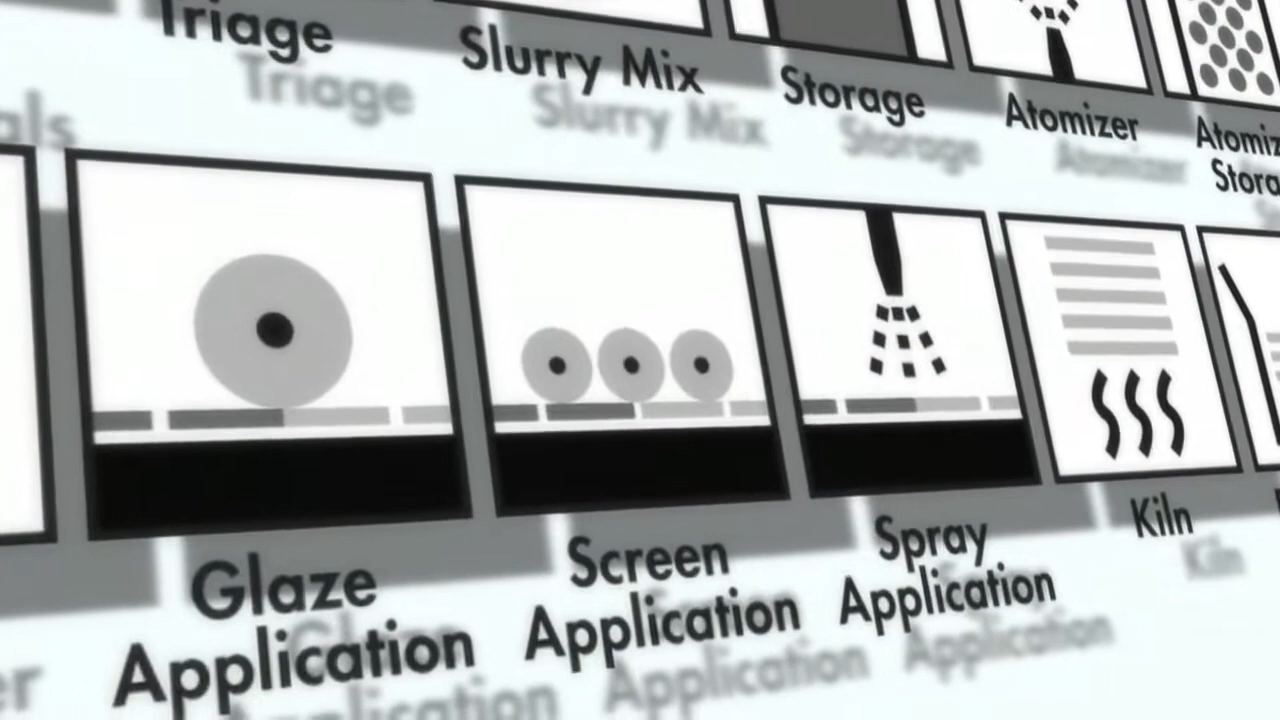 Triage
Slurry Mix
Storage
Atomizer
Glaze
Application
Screen
Application
Spray
Application
Kiln